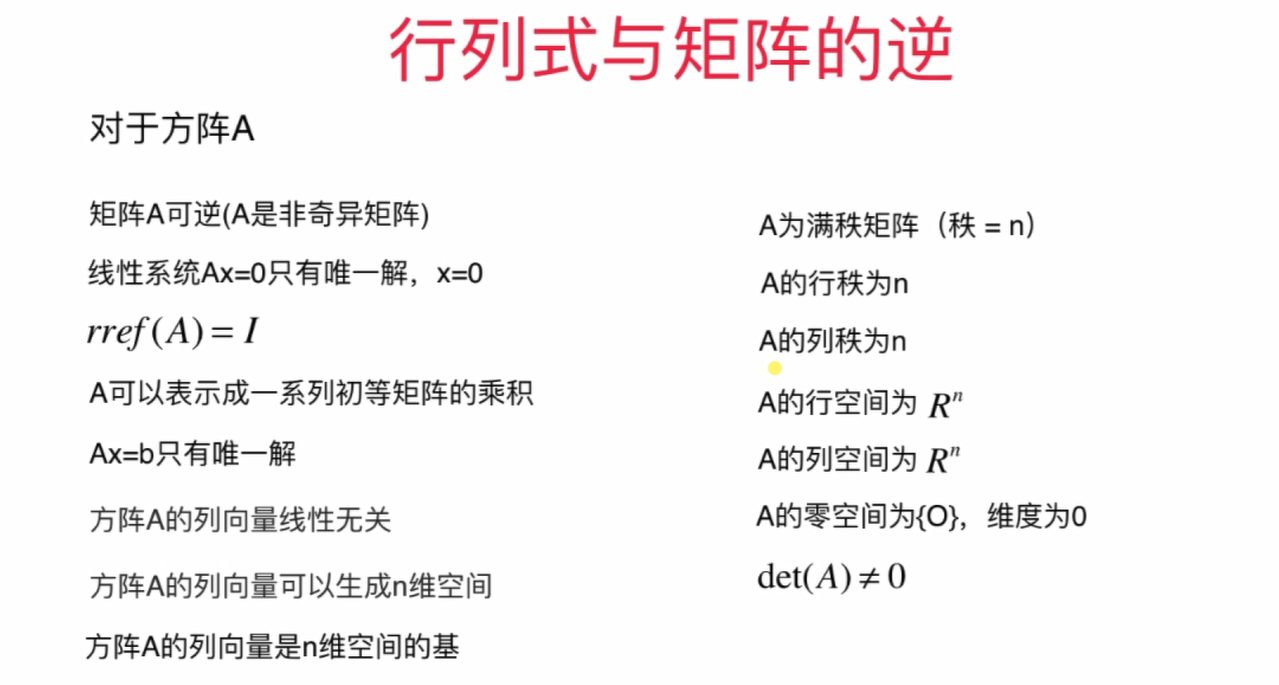 行列式与矩阵的逆
对于方阵A
矩阵A可逆(A是非奇异矩阵)
线性系统Ax=0只有唯一解，x=0
rref(A)= I
A可以表示成一系列初等矩阵的乘积
Ax=b只有唯一解
方阵A的列向量线性无关
方阵A的列向量可以生成n维空间
方阵A的列向量是n维空间的基
A为满秩矩阵（秩 = n）
A的行秩为n
A的列秩为n
A的行空间为 Rⁿ
A的列空间为 Rⁿ
A的零空间为{O}，维度为0
det(A) ≠ 0